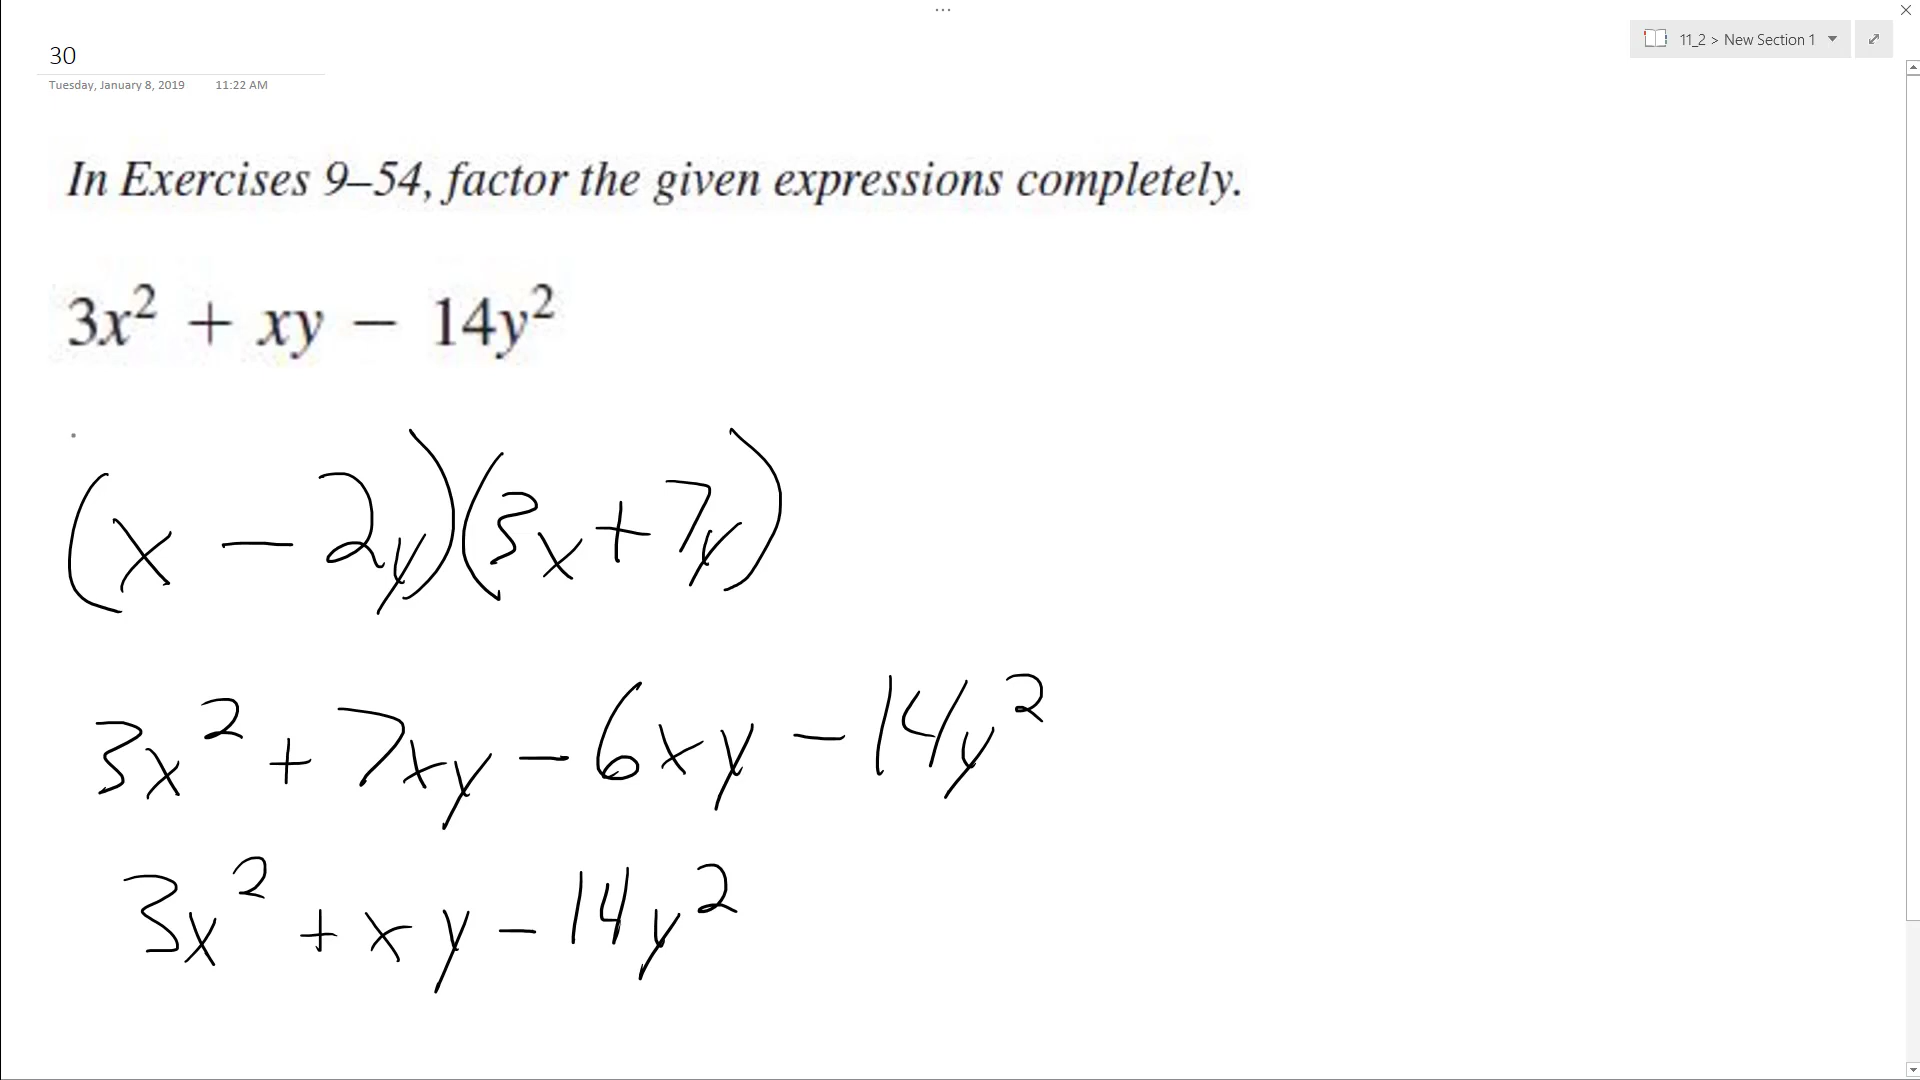 ...
11_2 > New Section 1
30
Tuesday, January 8, 2019 11:22 AM
In Exercises 9–54, factor the given expressions completely.
3x² + xy − 14y²
(x − 2y)(3x + 7y)
3x² + 7xy − 6xy − 14y²
3x² + xy − 14y²